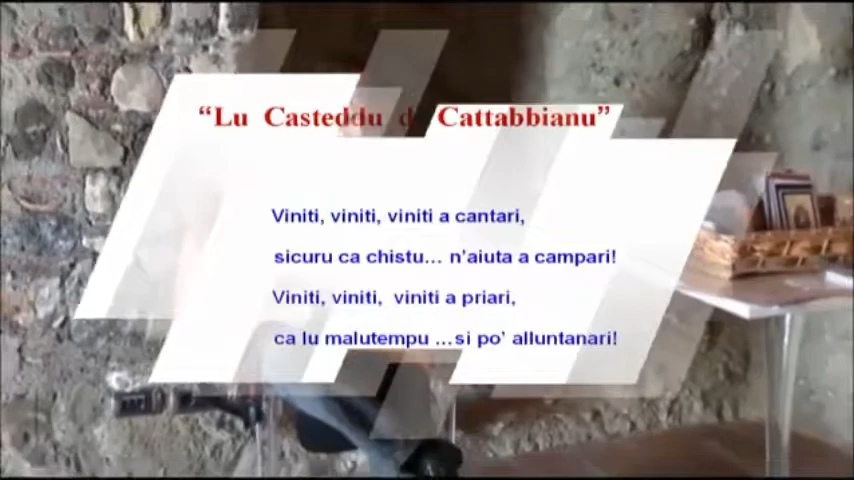 “Lu Casteddu d Cattabbianu”
Viniti, viniti, viniti a cantari,
sicuru ca chistu... n’aiuta a campari!
Viniti, viniti, viniti a priari,
ca lu malutempu ...si po’ alluntanari!